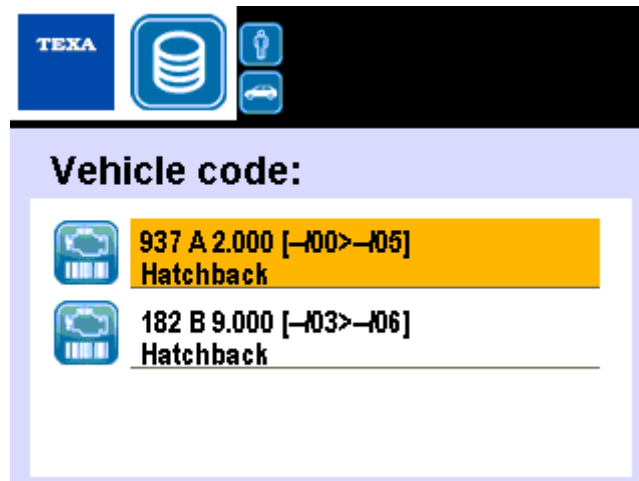 TEXA
Vehicle code:
937 A 2.000 [--/00>--/05]
Hatchback
182 B 9.000 [--/03>--/06]
Hatchback